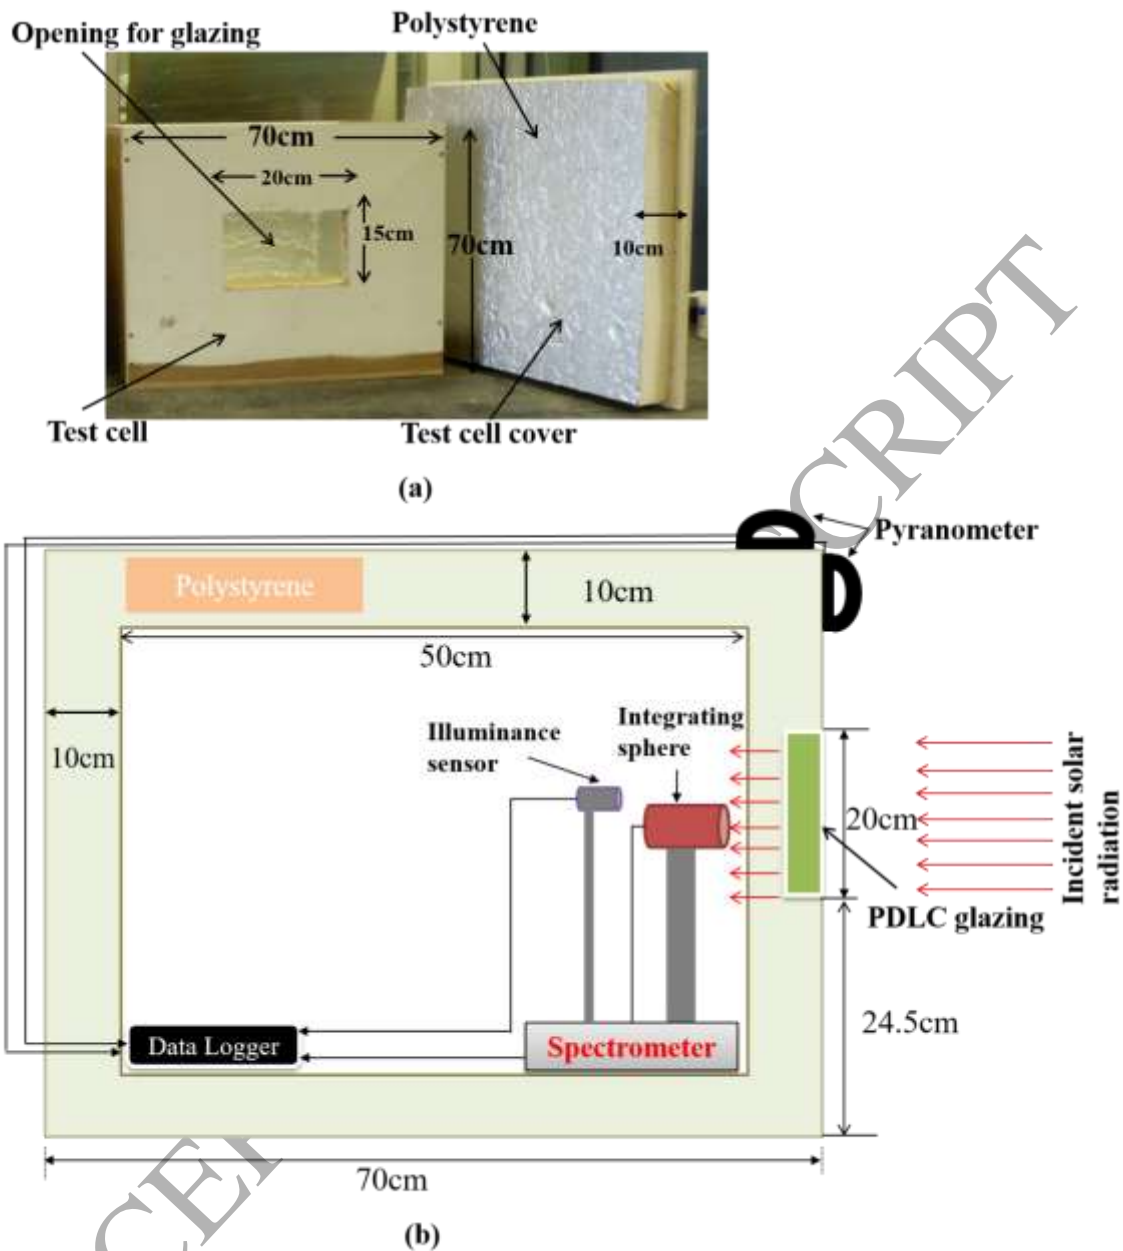 Opening for glazing
Polystyrene
70cm
20cm
15cm
70cm
10cm
Test cell
Test cell cover
(a)
Pyranometer
Polystyrene
10cm
50cm
10cm
Illuminance
sensor
Integrating
sphere
20cm
Incident solar
radiation
PDLC glazing
24.5cm
Data Logger
Spectrometer
70cm
(b)